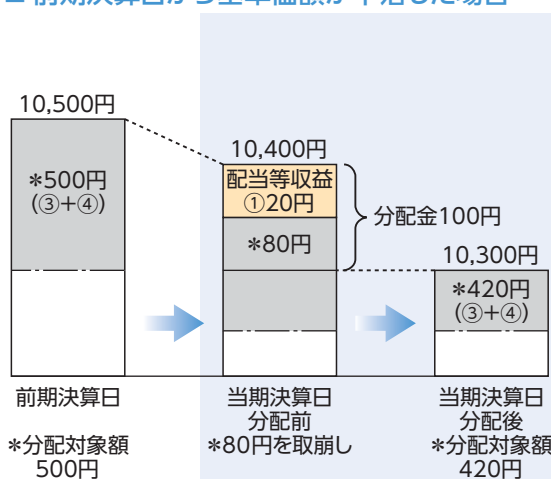 10,500円
*500円
(③+④)
10,400円
配当等収益
①20円
*80円
分配金100円
10,300円
*420円
(③+④)
前期決算日
*分配対象額
500円
当期決算日
分配前
*80円を取崩し
当期決算日
分配後
*分配対象額
420円